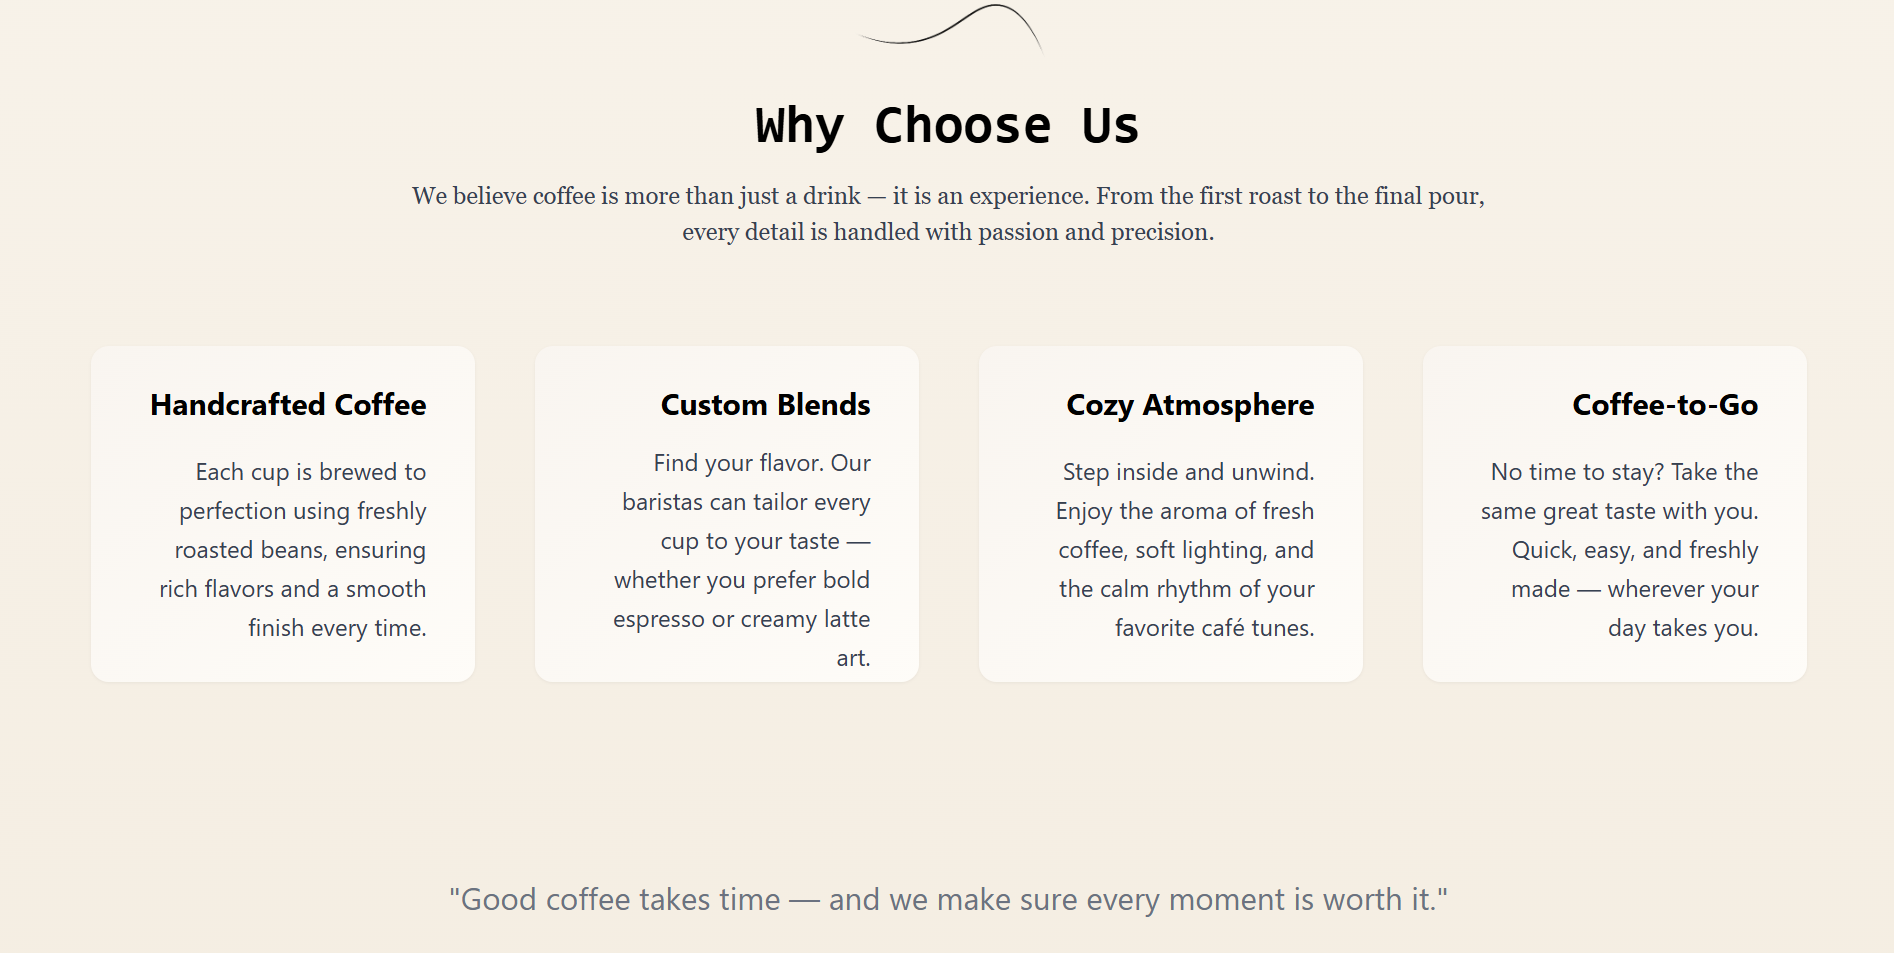 Why Choose Us
We believe coffee is more than just a drink — it is an experience. From the first roast to the final pour,
every detail is handled with passion and precision.
Handcrafted Coffee
Each cup is brewed to
perfection using freshly
roasted beans, ensuring
rich flavors and a smooth
finish every time.
Custom Blends
Find your flavor. Our
baristas can tailor every
cup to your taste —
whether you prefer bold
espresso or creamy latte
art.
Cozy Atmosphere
Step inside and unwind.
Enjoy the aroma of fresh
coffee, soft lighting, and
the calm rhythm of your
favorite café tunes.
Coffee-to-Go
No time to stay? Take the
same great taste with you.
Quick, easy, and freshly
made — wherever your
day takes you.
"Good coffee takes time — and we make sure every moment is worth it."